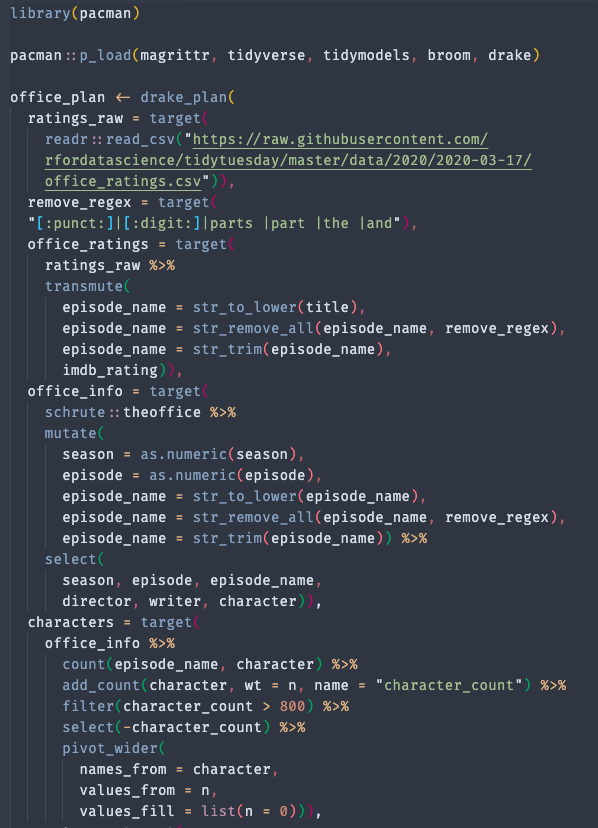 library(pacman)
pacman::p_load(magrittr, tidyverse, tidymodels, broom, drake)
office_plan <- drake_plan(
ratings_raw = target(
readr::read_csv("https://raw.githubusercontent.com/
rfordatascience/tidytuesday/master/data/2020/2020-03-17/
office_ratings.csv")),
remove_regex = target(
"[:punct:]|[:digit:]|parts |part |the |and"),
office_ratings = target(
ratings_raw %>%
transmute(
episode_name = str_to_lower(title),
episode_name = str_remove_all(episode_name, remove_regex),
episode_name = str_trim(episode_name),
imdb_rating)),
office_info = target(
schrute::theoffice %>%
mutate(
season = as.numeric(season),
episode = as.numeric(episode),
episode_name = str_to_lower(episode_name),
episode_name = str_remove_all(episode_name, remove_regex),
episode_name = str_trim(episode_name)) %>%
select(
season, episode, episode_name,
director, writer, character)),
characters = target(
office_info %>%
count(episode_name, character) %>%
add_count(character, wt = n, name = "character_count") %>%
filter(character_count > 800) %>%
select(-character_count) %>%
pivot_wider(
names_from = character,
values_from = n,
values_fill = list(n = 0))),